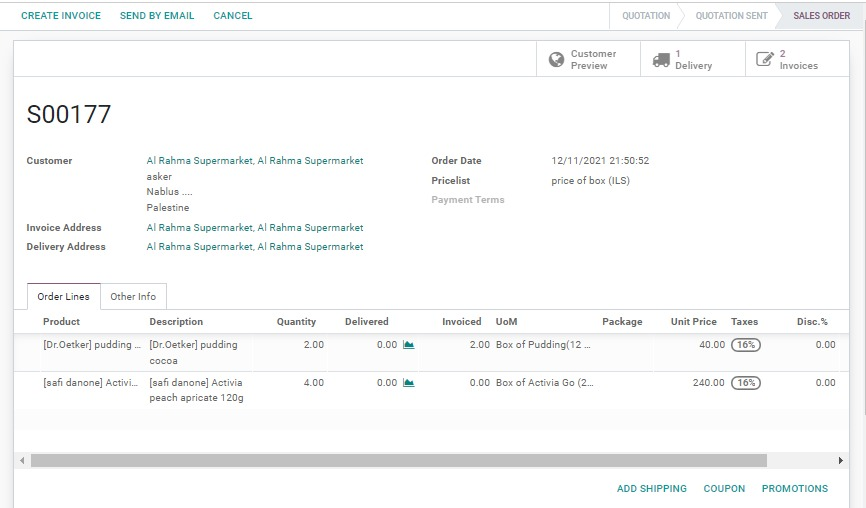 CREATE INVOICE SEND BY EMAIL CANCEL QUOTATION QUOTATION SENT SALES ORDER
Customer Preview 1 Delivery 2 Invoices
S00177
Customer Al Rahma Supermarket, Al Rahma Supermarket
asker
Nablus ....
Palestine
Order Date 12/11/2021 21:50:52
Pricelist price of box (ILS)
Payment Terms
Invoice Address Al Rahma Supermarket, Al Rahma Supermarket
Delivery Address Al Rahma Supermarket, Al Rahma Supermarket
Order Lines Other Info
Product Description Quantity Delivered Invoiced UoM Package Unit Price Taxes Disc.%
[Dr.Oetker] pudding ... [Dr.Oetker] pudding 2.00 0.00 2.00 Box of Pudding(12 ... 40.00 16% 0.00
cocoa
[safi danone] Activi... [safi danone] Activia 4.00 0.00 0.00 Box of Activia Go (2... 240.00 16% 0.00
peach apricate 120g
ADD SHIPPING COUPON PROMOTIONS